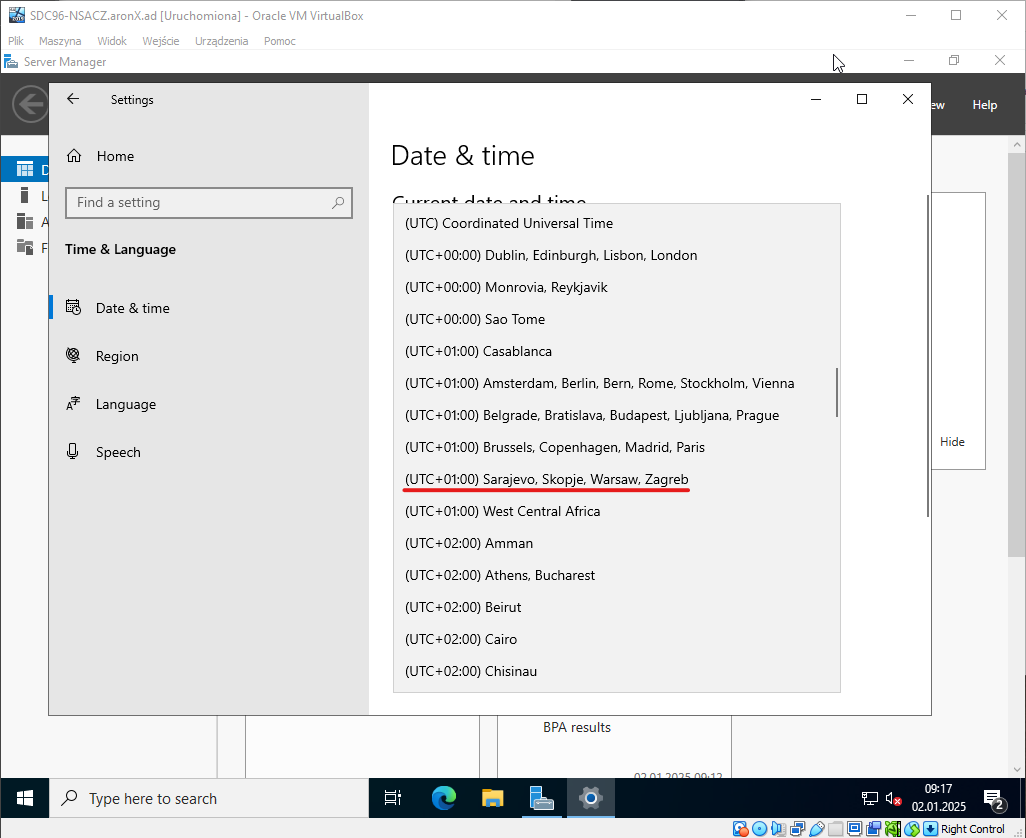 SDC96-NSACZ.aronX.ad [Uruchomiona] - Oracle VM VirtualBox
Plik Maszyna Widok Wejście Urządzenia Pomoc
Server Manager
Settings
ew Help
Home
Date & time
Find a setting
Current date and time
Time & Language
Date & time
Region
Language
Speech
(UTC) Coordinated Universal Time
(UTC+00:00) Dublin, Edinburgh, Lisbon, London
(UTC+00:00) Monrovia, Reykjavik
(UTC+00:00) Sao Tome
(UTC+01:00) Casablanca
(UTC+01:00) Amsterdam, Berlin, Bern, Rome, Stockholm, Vienna
(UTC+01:00) Belgrade, Bratislava, Budapest, Ljubljana, Prague
(UTC+01:00) Brussels, Copenhagen, Madrid, Paris
(UTC+01:00) Sarajevo, Skopje, Warsaw, Zagreb
(UTC+01:00) West Central Africa
(UTC+02:00) Amman
(UTC+02:00) Athens, Bucharest
(UTC+02:00) Beirut
(UTC+02:00) Cairo
(UTC+02:00) Chisinau
D
L
A
F
Hide
BPA results
02.01.2025 09:12
Type here to search
09:17
02.01.2025
2
Right Control